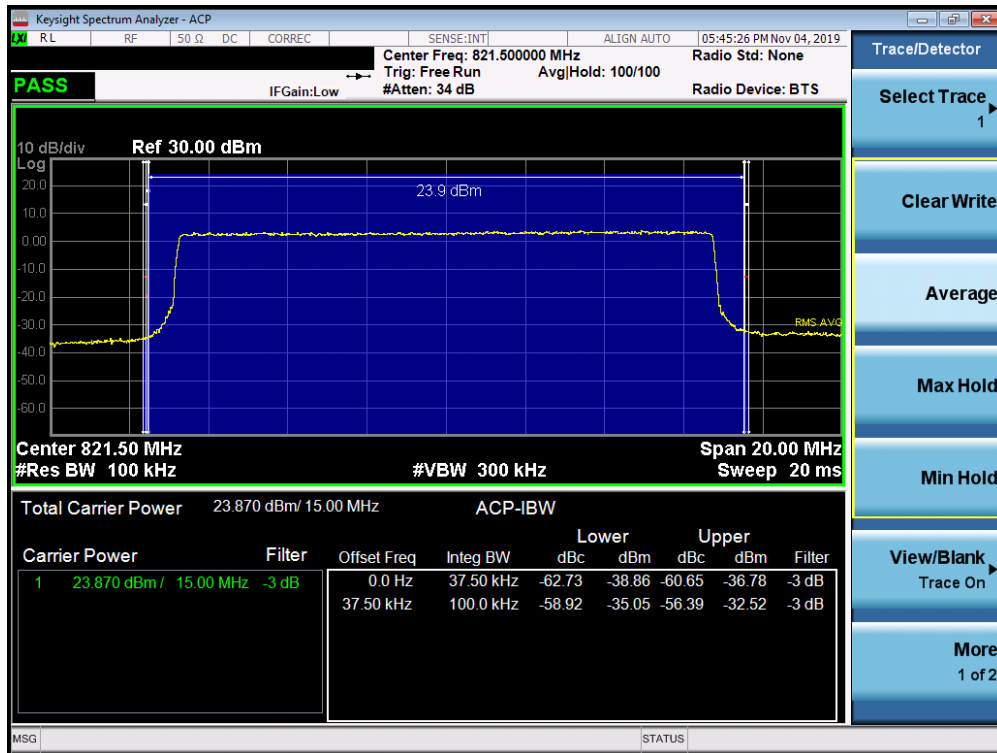 Keysight Spectrum Analyzer - ACP
LXI RL RF 50 Ω DC CORREC SENSE:INT ALIGN AUTO 05:45:26 PM Nov 04, 2019
Center Freq: 821.500000 MHz Radio Std: None
Trig: Free Run Avg|Hold: 100/100
PASS IFGain:Low #Atten: 34 dB Radio Device: BTS
10 dB/div Ref 30.00 dBm
Log
20.0
23.9 dBm
10.0
0.00
-10.0
-20.0
-30.0
RMS AVG
-40.0
-50.0
-60.0
Center 821.50 MHz Span 20.00 MHz
#Res BW 100 kHz #VBW 300 kHz Sweep 20 ms
Total Carrier Power 23.870 dBm/ 15.00 MHz ACP-IBW
Lower Upper
Carrier Power Filter Offset Freq Integ BW dBc dBm dBc dBm Filter
1 23.870 dBm / 15.00 MHz -3 dB 0.0 Hz 37.50 kHz -62.73 -38.86 -60.65 -36.78 -3 dB
37.50 kHz 100.0 kHz -58.92 -35.05 -56.39 -32.52 -3 dB
MSG STATUS
Trace/Detector
Select Trace
1
Clear Write
Average
Max Hold
Min Hold
View/Blank
Trace On
More
1 of 2